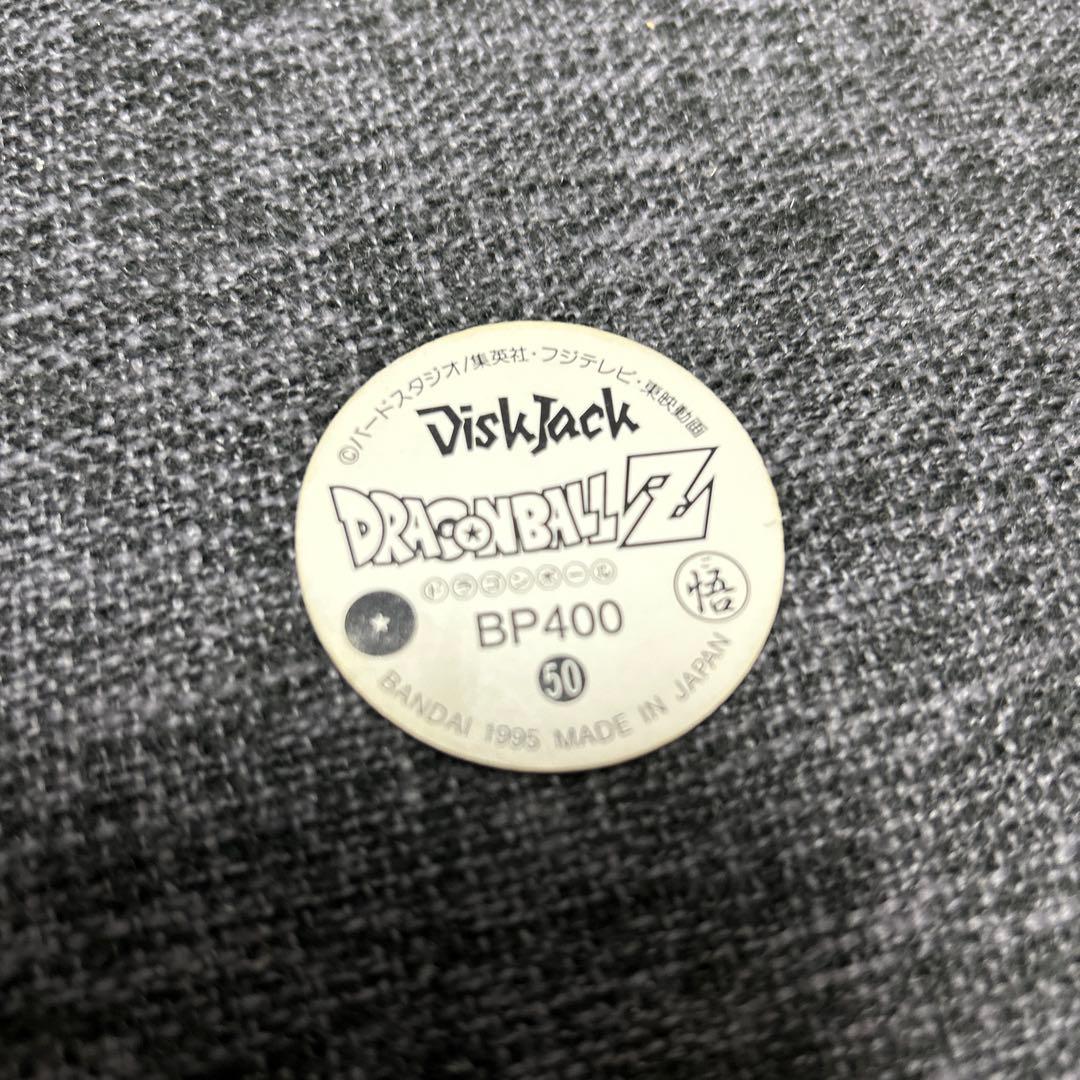 ©バードスタジオ/集英社・フジテレビ・東映動画
DiskJack
DRAGONBALL Z
ドラゴンボール
BP400
ご
悟
50
BANDAI 1995 MADE IN JAPAN